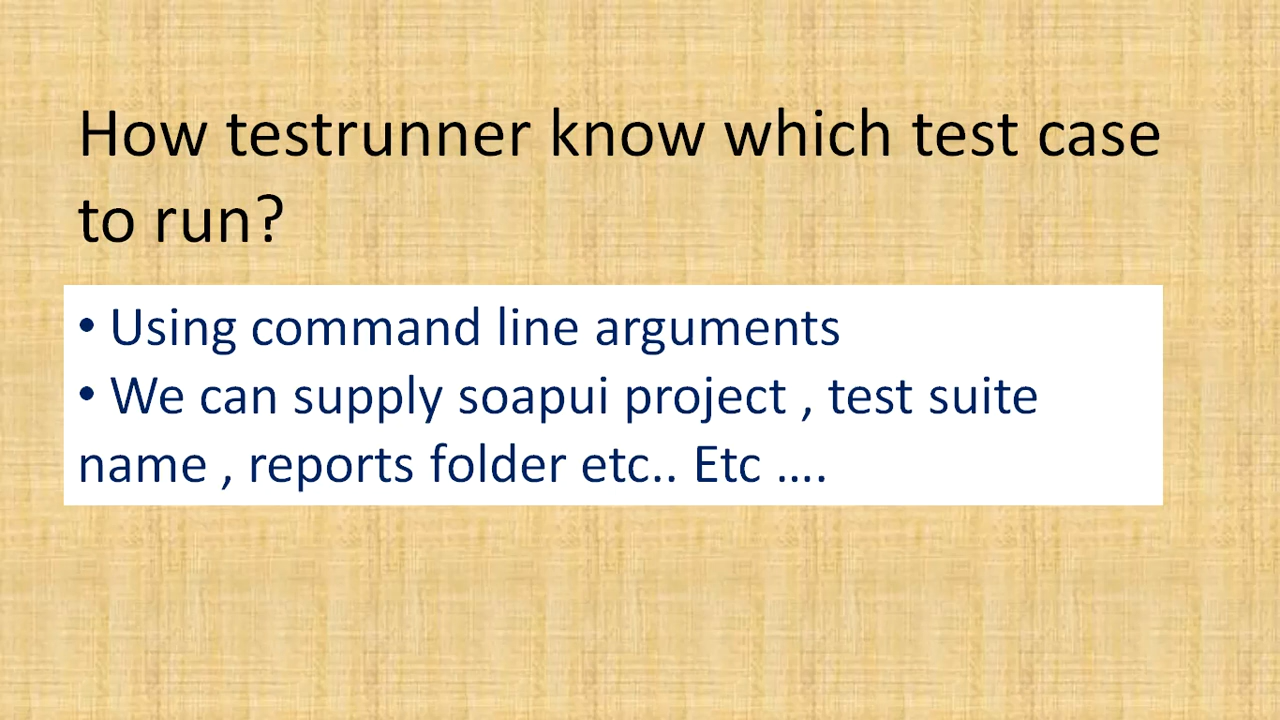 How testrunner know which test case
to run?
• Using command line arguments
• We can supply soapui project , test suite
name , reports folder etc.. Etc ....